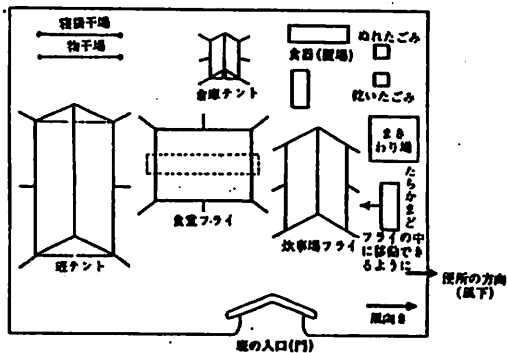 寝袋干場
物干場
倉庫テント
食器(置場)
ぬれたごみ
乾いたごみ
まき
わり場
たちかまど
フライの中
に移動でき
るように
食堂フライ
炊事場フライ
班テント
便所の方向
(風下)
風向き
班の入口(門)